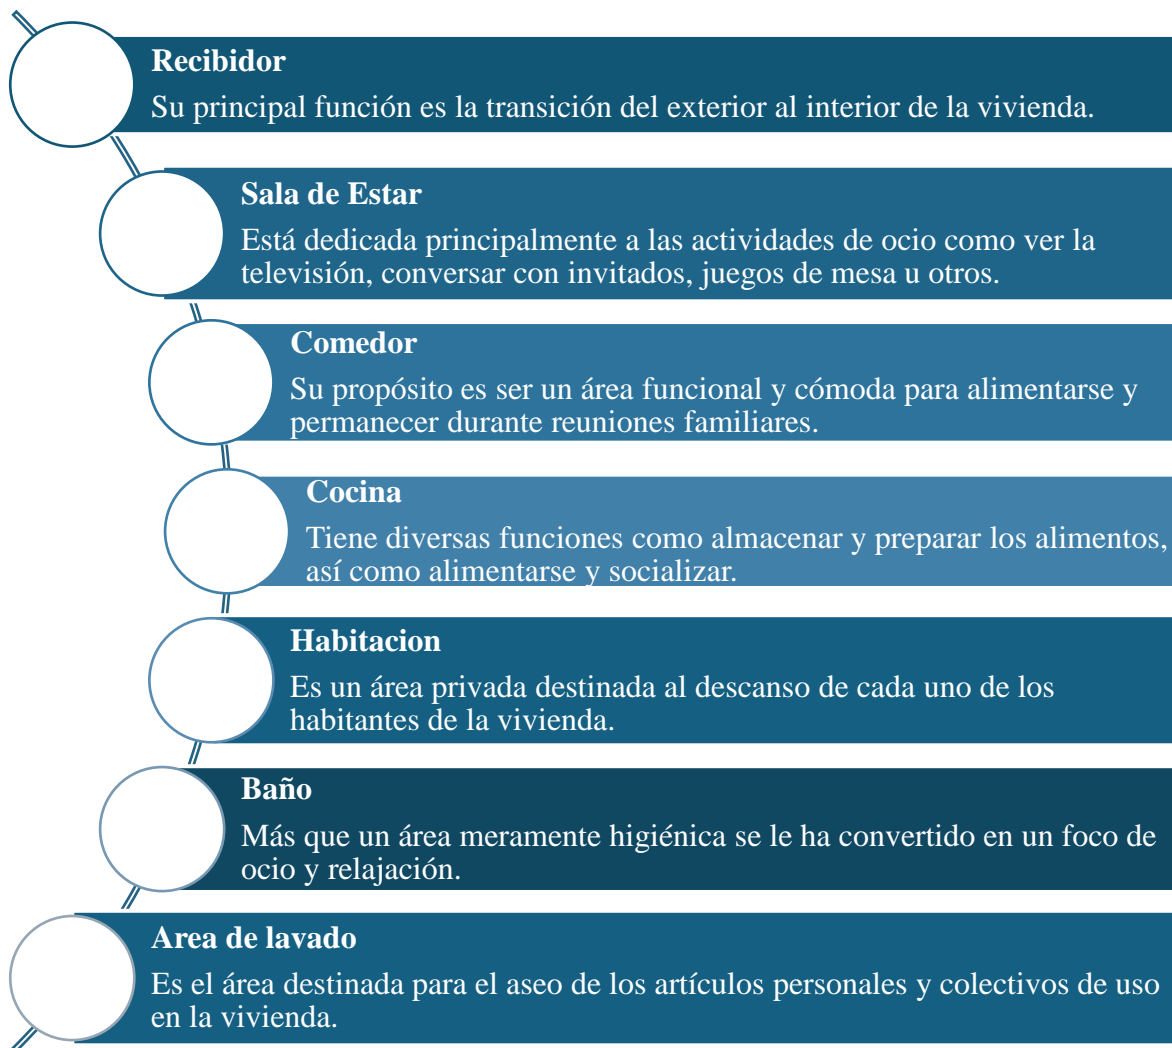 Recibidor
Su principal función es la transición del exterior al interior de la vivienda.
Sala de Estar
Está dedicada principalmente a las actividades de ocio como ver la
televisión, conversar con invitados, juegos de mesa u otros.
Comedor
Su propósito es ser un área funcional y cómoda para alimentarse y
permanecer durante reuniones familiares.
Cocina
Tiene diversas funciones como almacenar y preparar los alimentos,
así como alimentarse y socializar.
Habitacion
Es un área privada destinada al descanso de cada uno de los
habitantes de la vivienda.
Baño
Más que un área meramente higiénica se le ha convertido en un foco de
ocio y relajación.
Area de lavado
Es el área destinada para el aseo de los artículos personales y colectivos de uso
en la vivienda.